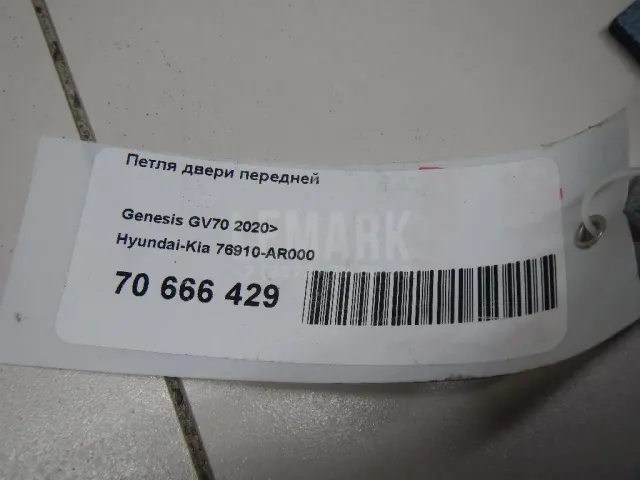 Петля двери передней
Genesis GV70 2020>
Hyundai-Kia 76910-AR000
70 666 429